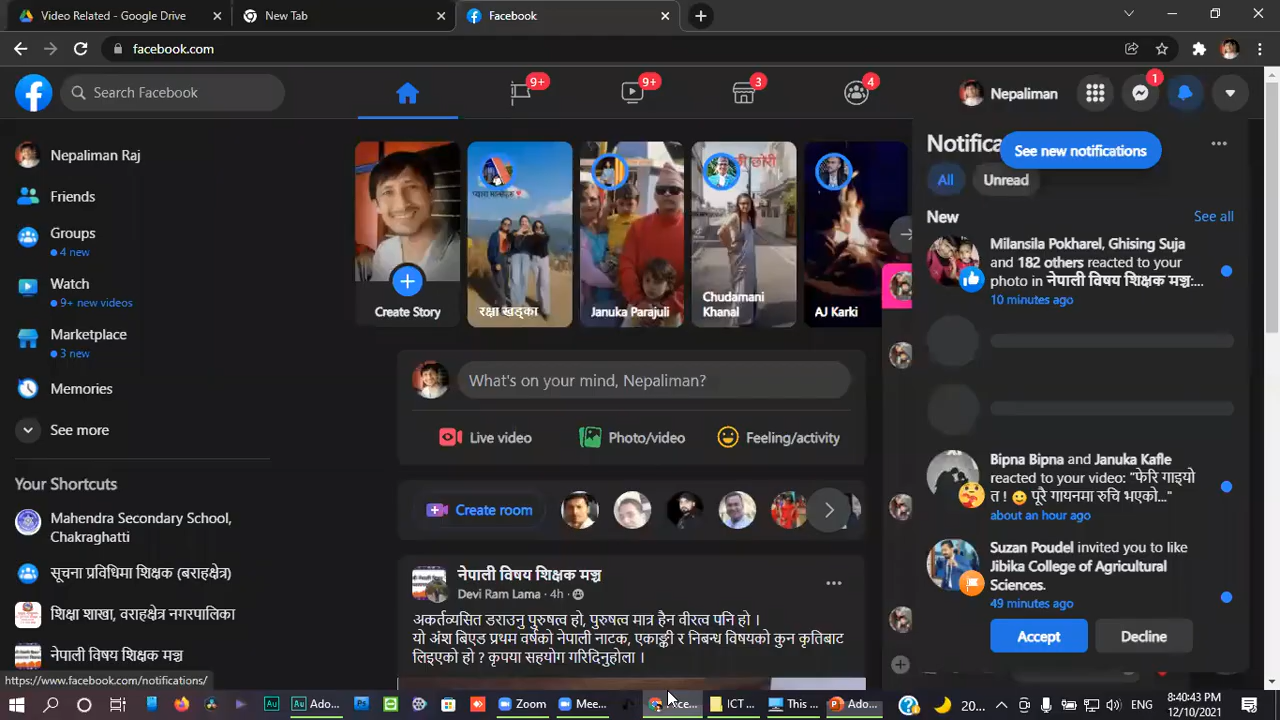 Video Related - Google Drive
New Tab
Facebook
facebook.com
Search Facebook
9+
9+
3
4
Nepaliman
1
Nepaliman Raj
Friends
Groups
4 new
Watch
9+ new videos
Marketplace
3 new
Memories
See more
Your Shortcuts
Mahendra Secondary School,
Chakraghatti
सूचना प्रविधिमा शिक्षक (बराहक्षेत्र)
शिक्षा शाखा, वराहक्षेत्र नगरपालिका
नेपाली विषय शिक्षक मञ्च
https://www.facebook.com/notifications/
Create Story
रक्षा खड्का
Januka Parajuli
Chudamani
Khanal
AJ Karki
What's on your mind, Nepaliman?
Live video
Photo/video
Feeling/activity
Create room
नेपाली विषय शिक्षक मञ्च
Devi Ram Lama · 4h ·
अकर्तव्यसित डराउनु पुरुषत्व हो, पुरुषत्व मात्र हैन वीरत्व पनि हो ।
यो अंश बिएड प्रथम वर्षको नेपाली नाटक, एकाङ्की र निबन्ध विषयको कुन कृतिबाट
लिइएको हो ? कृपया सहयोग गरिदिनुहोला ।
See new notifications
All
Unread
New
See all
Milansila Pokharel, Ghising Suja
and 182 others reacted to your
photo in नेपाली विषय शिक्षक मञ्च:...
10 minutes ago
Bipna Bipna and Januka Kafle
reacted to your video: "फेरि गाइयो
त ! पूरै गायनमा रुचि भएको..."
about an hour ago
Suzan Poudel invited you to like
Jibika College of Agricultural
Sciences.
49 minutes ago
Accept
Decline
Ado...
Zoom
Mee...
ICT ...
This ...
Ado...
20...
ENG
8:40:43 PM
12/10/2021